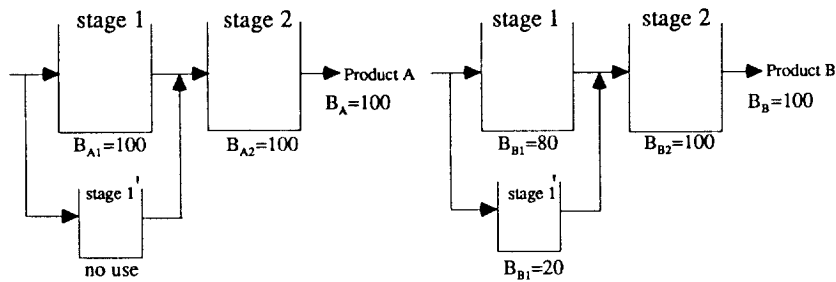 stage 1
stage 2
Product A
B_A=100
B_A1=100
B_A2=100
stage 1'
no use
stage 1
stage 2
Product B
B_B=100
B_B1=80
B_B2=100
stage 1'
B_B1=20